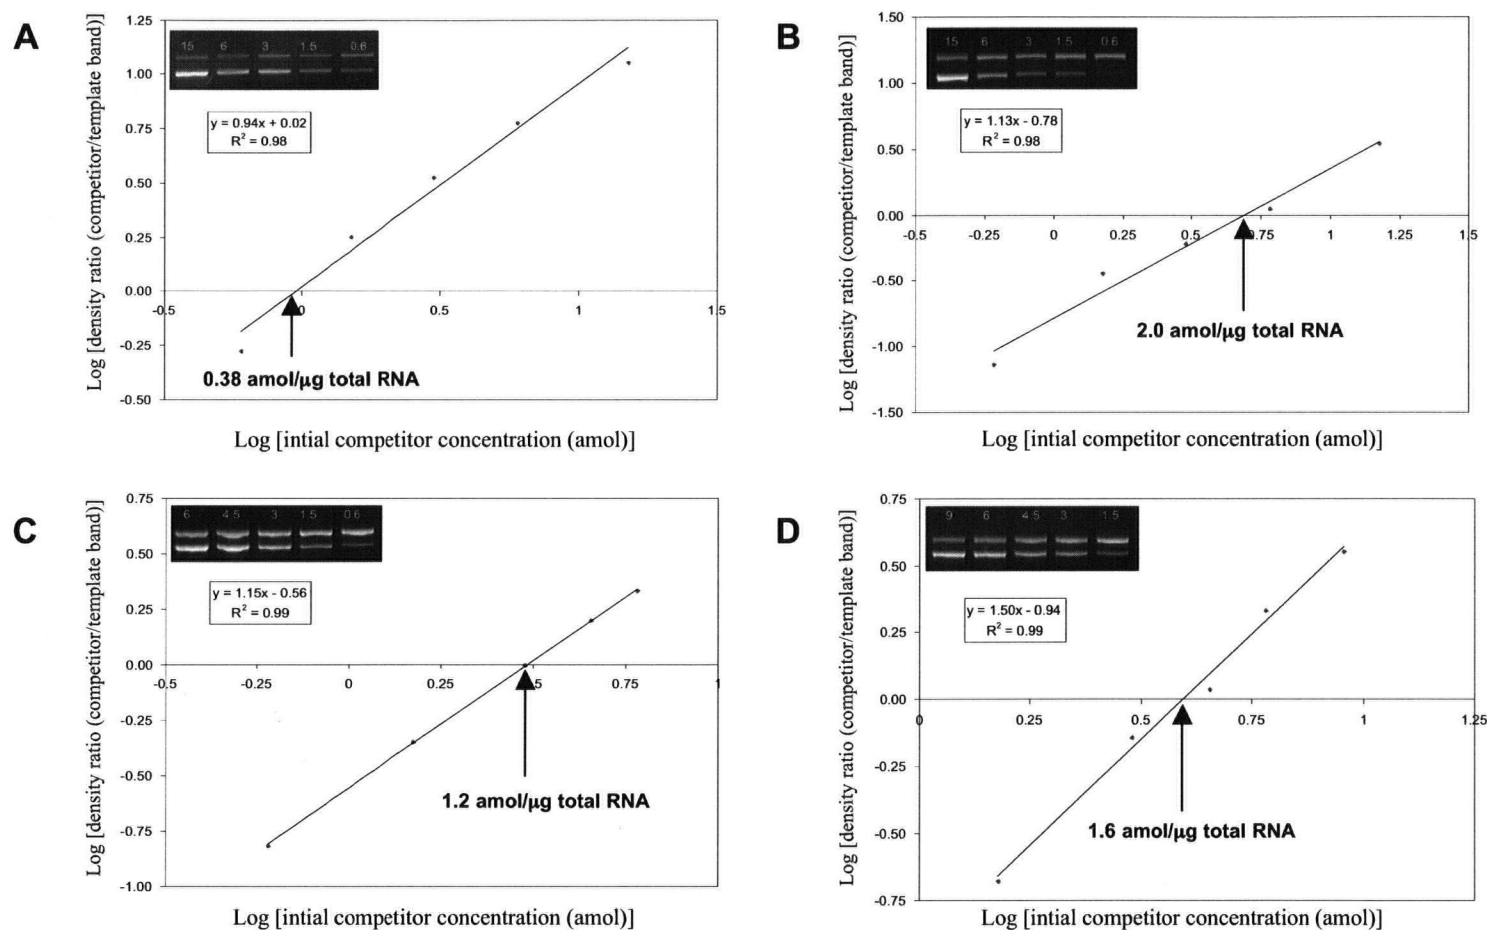 A
Log [density ratio (competitor/template band)]
1.25
1.00
0.75
0.50
0.25
0.00
-0.25
-0.50
15 6 3 1.5 0.6
y = 0.94x + 0.02
R² = 0.98
-0.5 0 0.5 1 1.5
0.38 amol/μg total RNA
Log [intial competitor concentration (amol)]
B
Log [density ratio (competitor/template band)]
1.50
1.00
0.50
0.00
-0.50
-1.00
-1.50
15 6 3 1.5 0.6
y = 1.13x - 0.78
R² = 0.98
-0.5 -0.25 0 0.25 0.5 0.75 1 1.25 1.5
2.0 amol/μg total RNA
Log [intial competitor concentration (amol)]
C
Log [density ratio (competitor/template band)]
0.75
0.50
0.25
0.00
-0.25
-0.50
-0.75
-1.00
6 4.5 3 1.5 0.6
y = 1.15x - 0.56
R² = 0.99
-0.5 -0.25 0 0.25 0.5 0.75 1
1.2 amol/μg total RNA
Log [intial competitor concentration (amol)]
D
Log [density ratio (competitor/template band)]
0.75
0.50
0.25
0.00
-0.25
-0.50
-0.75
9 6 4.5 3 1.5
y = 1.50x - 0.94
R² = 0.99
0 0.25 0.5 0.75 1 1.25
1.6 amol/μg total RNA
Log [intial competitor concentration (amol)]